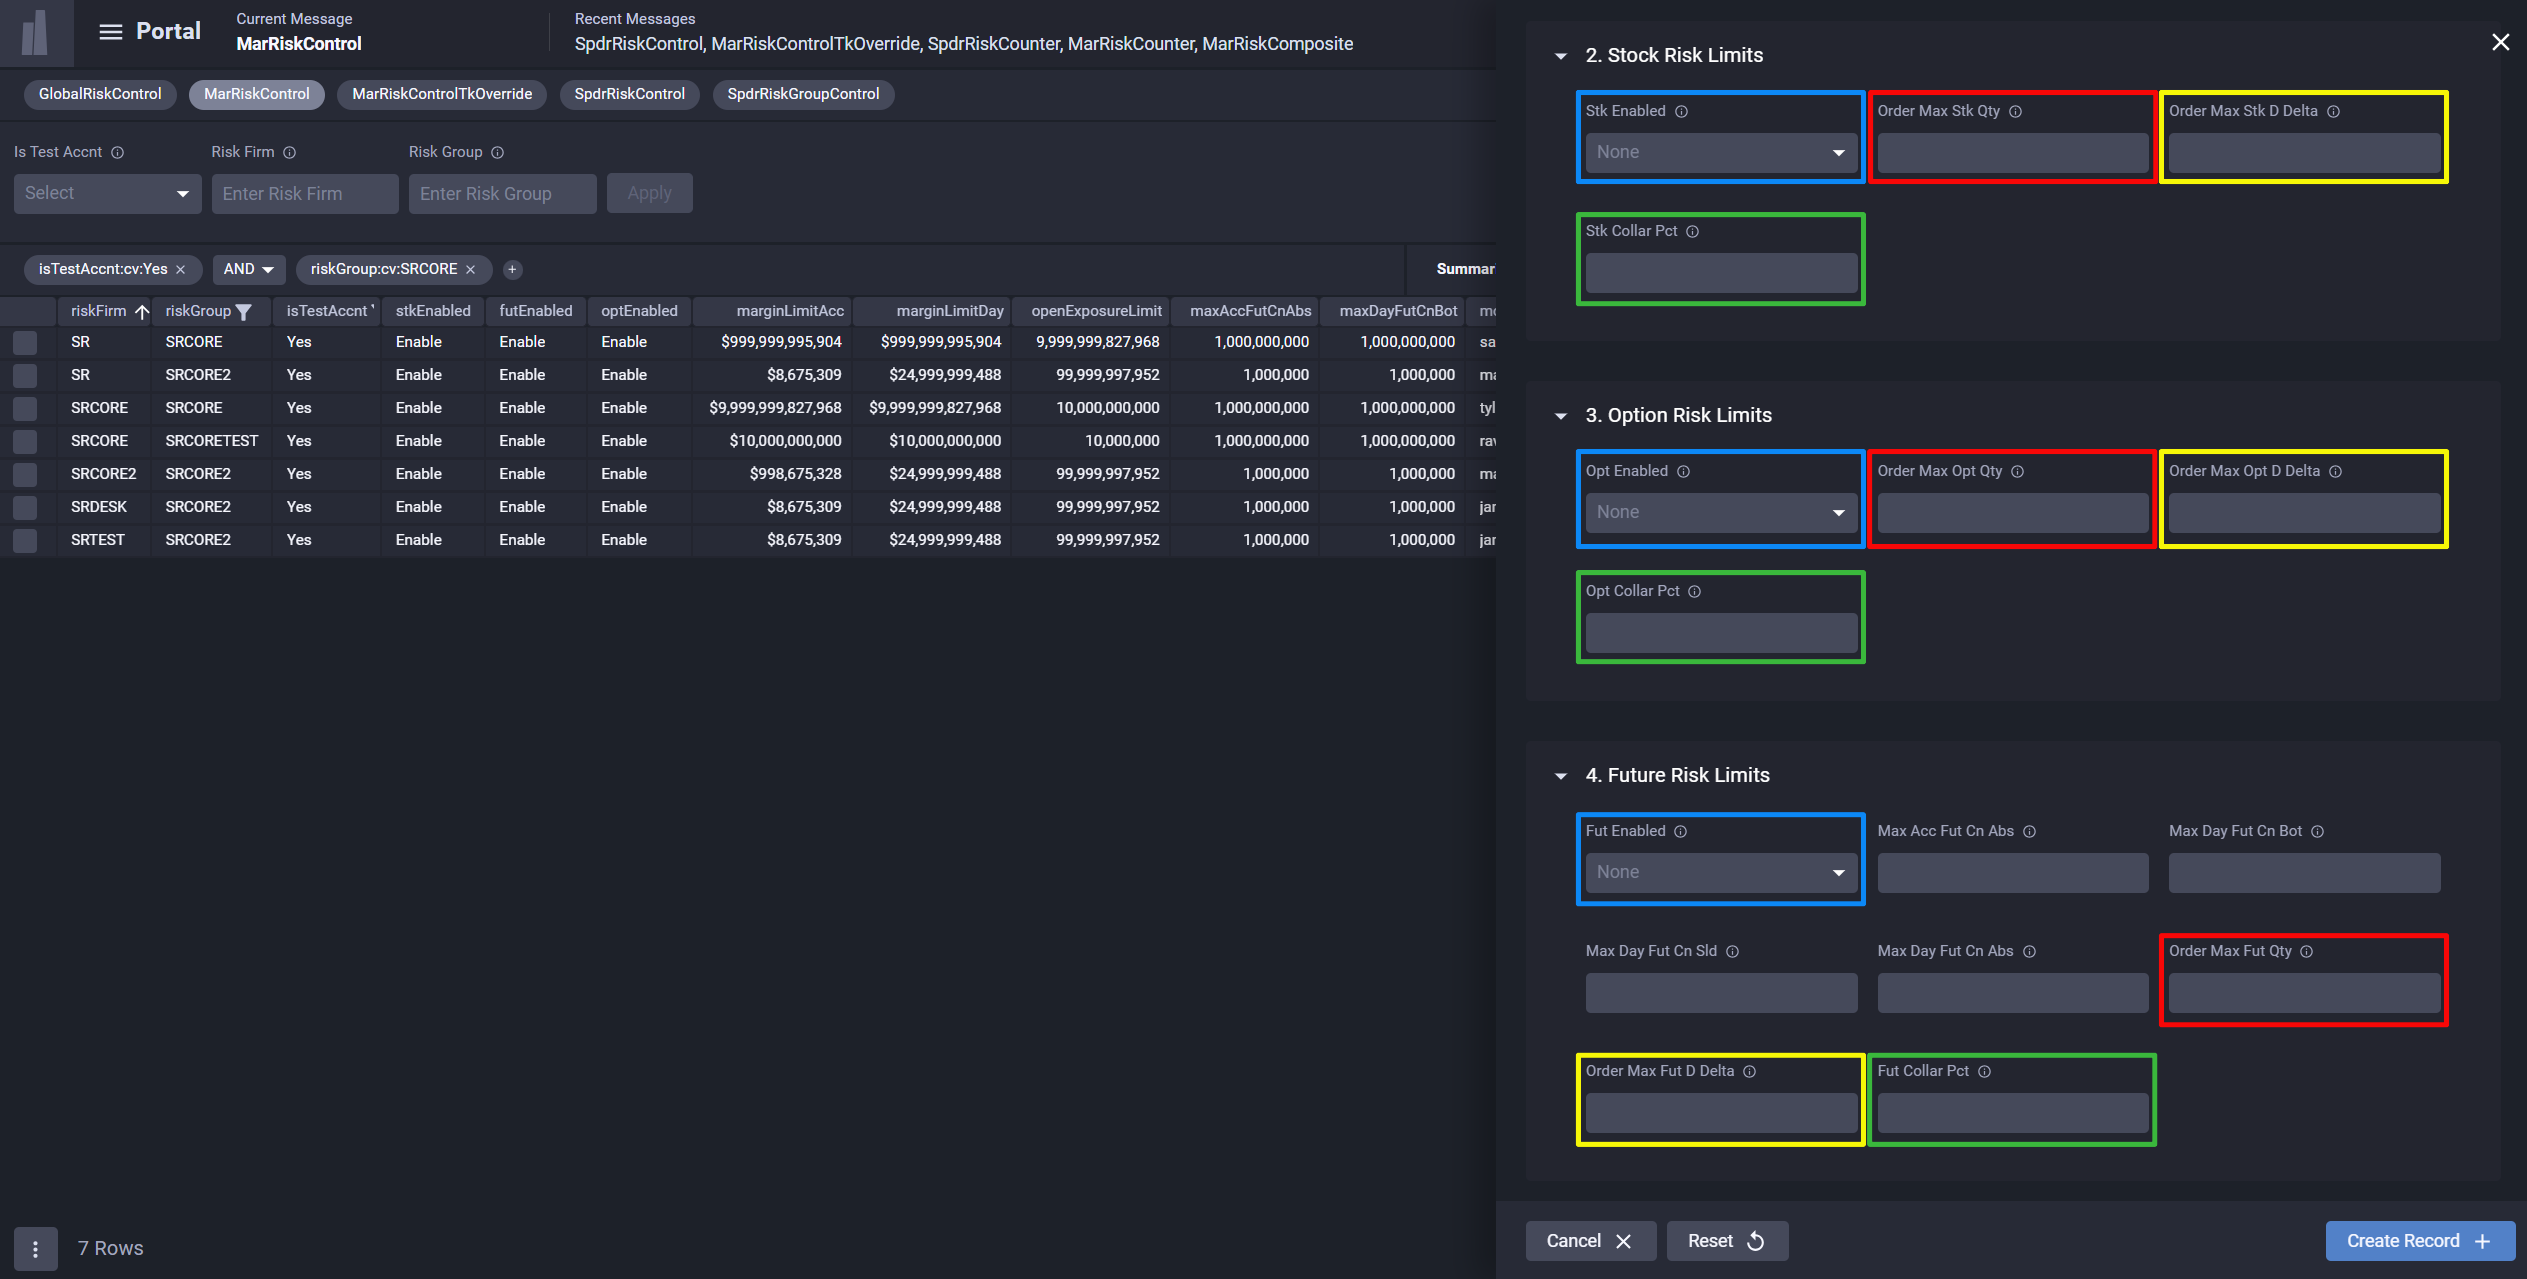 Portal
Current Message
MarRiskControl
Recent Messages
SpdrRiskControl, MarRiskControlTkOverride, SpdrRiskCounter, MarRiskCounter, MarRiskComposite
GlobalRiskControl MarRiskControl MarRiskControlTkOverride SpdrRiskControl SpdrRiskGroupControl
Is Test Accnt Risk Firm Risk Group
Select Enter Risk Firm Enter Risk Group Apply
isTestAccnt:cv:Yes AND riskGroup:cv:SRCORE
riskFirm riskGroup isTestAccnt stkEnabled futEnabled optEnabled marginLimitAcc marginLimitDay openExposureLimit maxAccFutCnAbs maxDayFutCnBot
SR SRCORE Yes Enable Enable Enable $999,999,995,904 $999,999,995,904 9,999,999,827,968 1,000,000,000 1,000,000,000
SR SRCORE2 Yes Enable Enable Enable $8,675,309 $24,999,999,488 99,999,997,952 1,000,000 1,000,000
SRCORE SRCORE Yes Enable Enable Enable $9,999,999,827,968 $9,999,999,827,968 10,000,000,000 1,000,000,000 1,000,000,000
SRCORE SRCORETEST Yes Enable Enable Enable $10,000,000,000 $10,000,000,000 10,000,000 1,000,000,000 1,000,000,000
SRCORE2 SRCORE2 Yes Enable Enable Enable $998,675,328 $24,999,999,488 99,999,997,952 1,000,000 1,000,000
SRDESK SRCORE2 Yes Enable Enable Enable $8,675,309 $24,999,999,488 99,999,997,952 1,000,000 1,000,000
SRTEST SRCORE2 Yes Enable Enable Enable $8,675,309 $24,999,999,488 99,999,997,952 1,000,000 1,000,000
7 Rows
2. Stock Risk Limits
Stk Enabled Order Max Stk Qty Order Max Stk D Delta
None
Stk Collar Pct
3. Option Risk Limits
Opt Enabled Order Max Opt Qty Order Max Opt D Delta
None
Opt Collar Pct
4. Future Risk Limits
Fut Enabled Max Acc Fut Cn Abs Max Day Fut Cn Bot
None
Max Day Fut Cn Sld Max Day Fut Cn Abs Order Max Fut Qty
Order Max Fut D Delta Fut Collar Pct
Cancel Reset Create Record